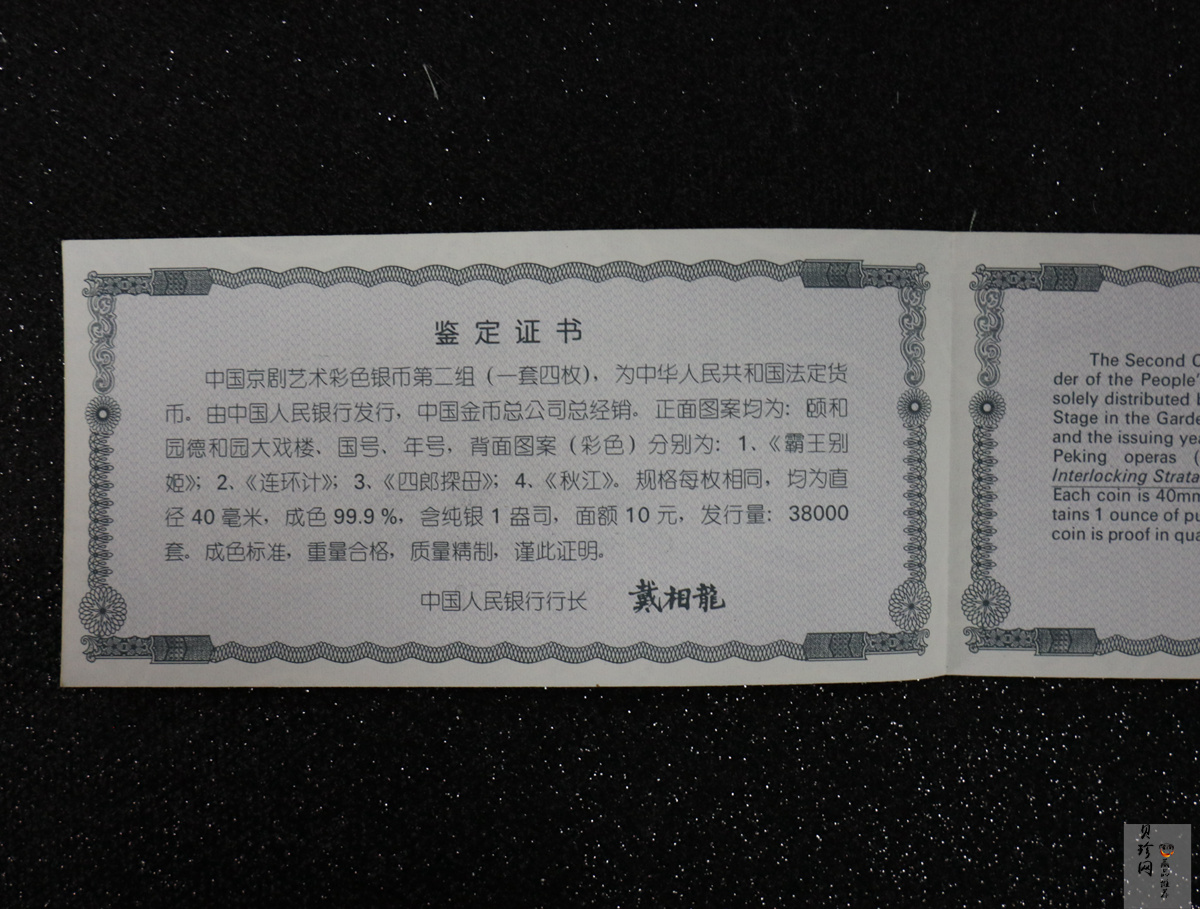 鉴定证书
中国京剧艺术彩色银币第二组（一套四枚），为中华人民共和国法定货
币。由中国人民银行发行，中国金币总公司总经销。正面图案均为：颐和
园德和园大戏楼、国号、年号，背面图案（彩色）分别为：1、《霸王别
姬》；2、《连环计》；3、《四郎探母》；4、《秋江》。规格每枚相同，均为直
径 40 毫米，成色 99.9 %，含纯银 1 盎司，面额 10 元，发行量：38000
套。成色标准，重量合格，质量精制，谨此证明。
中国人民银行行长 戴相龍
The Second C
der of the People'
solely distributed b
Stage in the Garde
and the issuing yea
Peking operas (
Interlocking Strata
Each coin is 40mm
tains 1 ounce of pu
coin is proof in qua
贝珍网